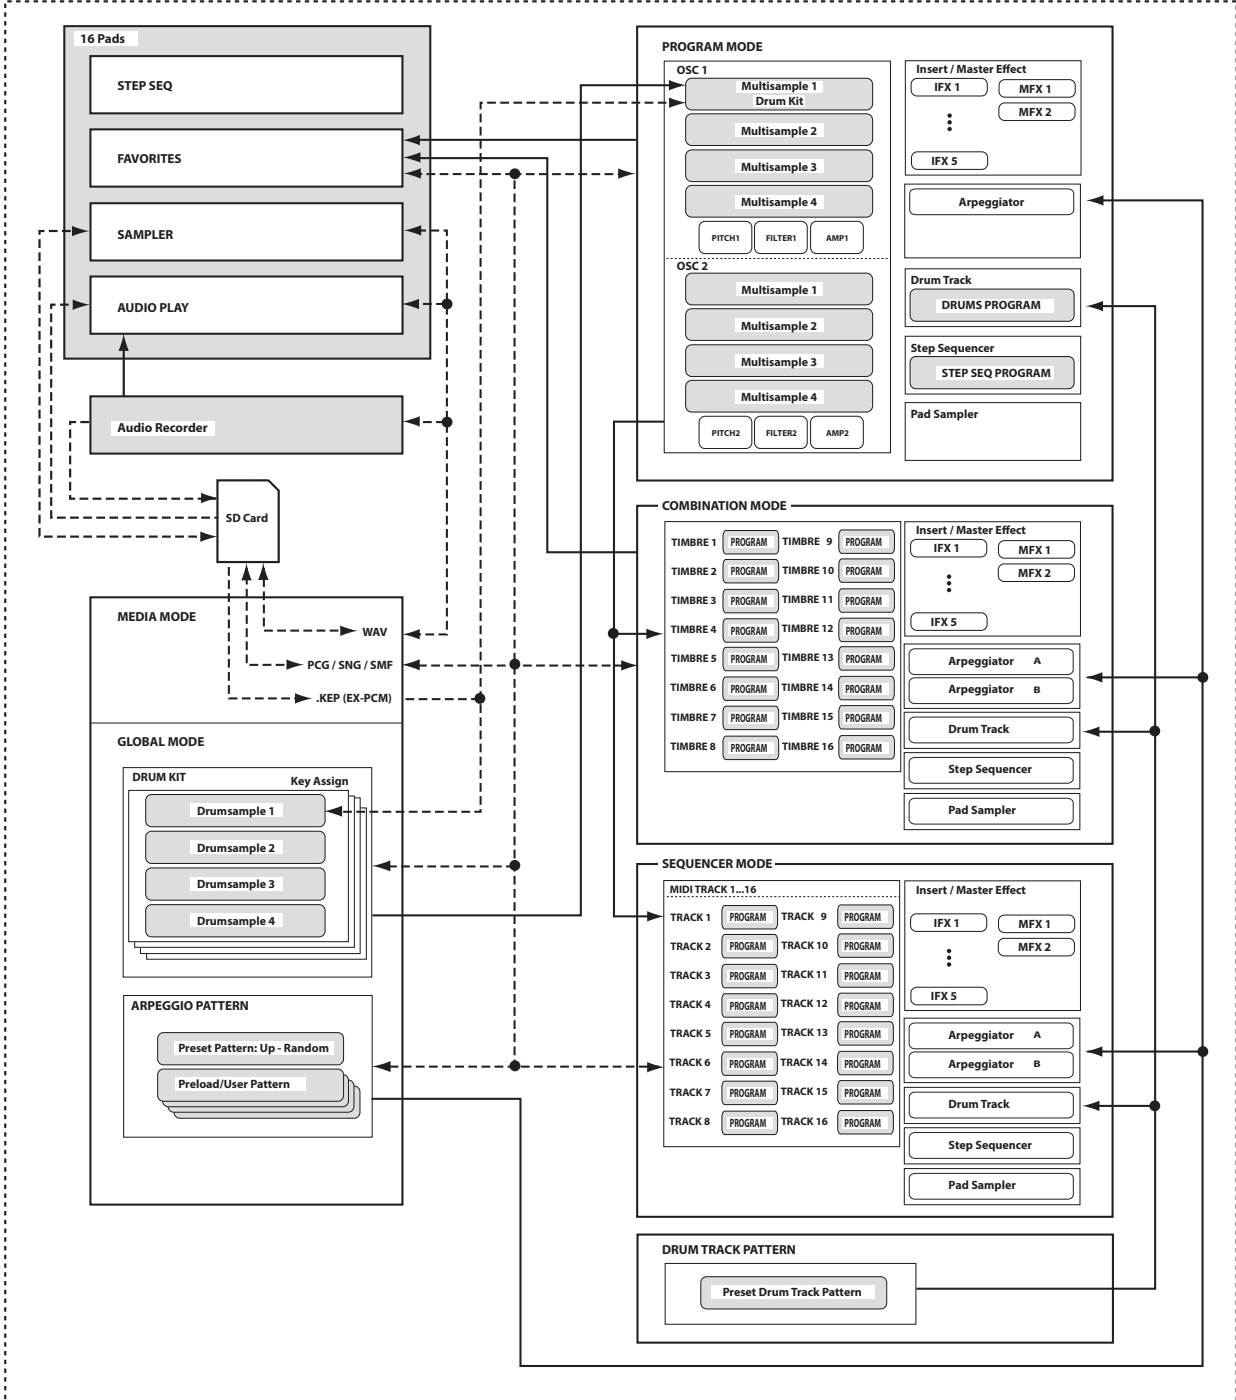 16 Pads
STEP SEQ
FAVORITES
SAMPLER
AUDIO PLAY
Audio Recorder
SD Card
MEDIA MODE
WAV
PCG / SNG / SMF
.KEP (EX-PCM)
GLOBAL MODE
DRUM KIT
Key Assign
Drumsample 1
Drumsample 2
Drumsample 3
Drumsample 4
ARPEGGIO PATTERN
Preset Pattern: Up - Random
Preload/User Pattern
PROGRAM MODE
OSC 1
Multisample 1
Drum Kit
Multisample 2
Multisample 3
Multisample 4
PITCH1 FILTER1 AMP1
OSC 2
Multisample 1
Multisample 2
Multisample 3
Multisample 4
PITCH2 FILTER2 AMP2
Insert / Master Effect
IFX 1 MFX 1
MFX 2
IFX 5
Arpeggiator
Drum Track
DRUMS PROGRAM
Step Sequencer
STEP SEQ PROGRAM
Pad Sampler
COMBINATION MODE
TIMBRE 1 PROGRAM TIMBRE 9 PROGRAM
TIMBRE 2 PROGRAM TIMBRE 10 PROGRAM
TIMBRE 3 PROGRAM TIMBRE 11 PROGRAM
TIMBRE 4 PROGRAM TIMBRE 12 PROGRAM
TIMBRE 5 PROGRAM TIMBRE 13 PROGRAM
TIMBRE 6 PROGRAM TIMBRE 14 PROGRAM
TIMBRE 7 PROGRAM TIMBRE 15 PROGRAM
TIMBRE 8 PROGRAM TIMBRE 16 PROGRAM
Insert / Master Effect
IFX 1 MFX 1
MFX 2
IFX 5
Arpeggiator A
Arpeggiator B
Drum Track
Step Sequencer
Pad Sampler
SEQUENCER MODE
MIDI TRACK 1...16
TRACK 1 PROGRAM TRACK 9 PROGRAM
TRACK 2 PROGRAM TRACK 10 PROGRAM
TRACK 3 PROGRAM TRACK 11 PROGRAM
TRACK 4 PROGRAM TRACK 12 PROGRAM
TRACK 5 PROGRAM TRACK 13 PROGRAM
TRACK 6 PROGRAM TRACK 14 PROGRAM
TRACK 7 PROGRAM TRACK 15 PROGRAM
TRACK 8 PROGRAM TRACK 16 PROGRAM
Insert / Master Effect
IFX 1 MFX 1
MFX 2
IFX 5
Arpeggiator A
Arpeggiator B
Drum Track
Step Sequencer
Pad Sampler
DRUM TRACK PATTERN
Preset Drum Track Pattern